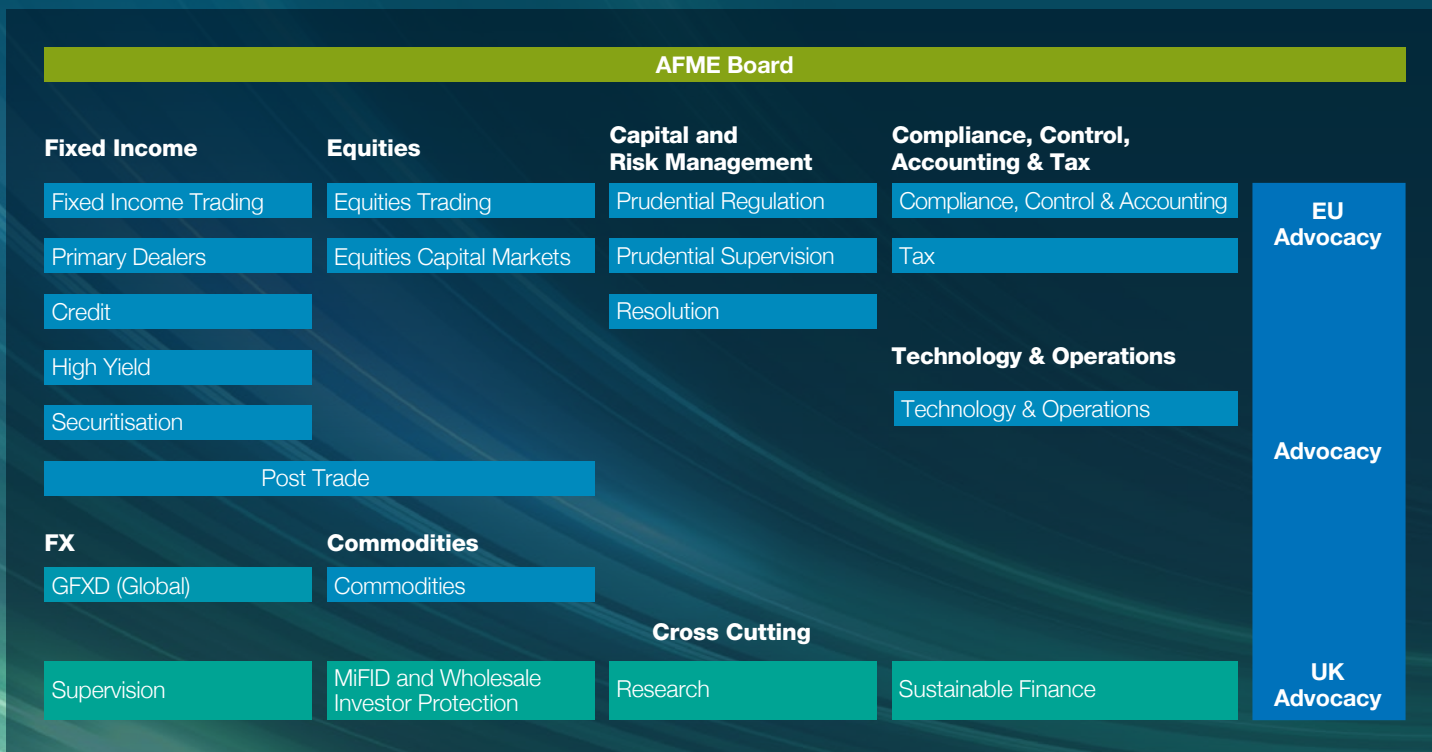 AFME Board
Fixed Income
Fixed Income Trading
Primary Dealers
Credit
High Yield
Securitisation
Equities
Equities Trading
Equities Capital Markets
Post Trade
Capital and
Risk Management
Prudential Regulation
Prudential Supervision
Resolution
Compliance, Control,
Accounting & Tax
Compliance, Control & Accounting
Tax
Technology & Operations
Technology & Operations
EU
Advocacy
Advocacy
UK
Advocacy
FX
GFXD (Global)
Commodities
Commodities
Cross Cutting
Supervision
MiFID and Wholesale
Investor Protection
Research
Sustainable Finance